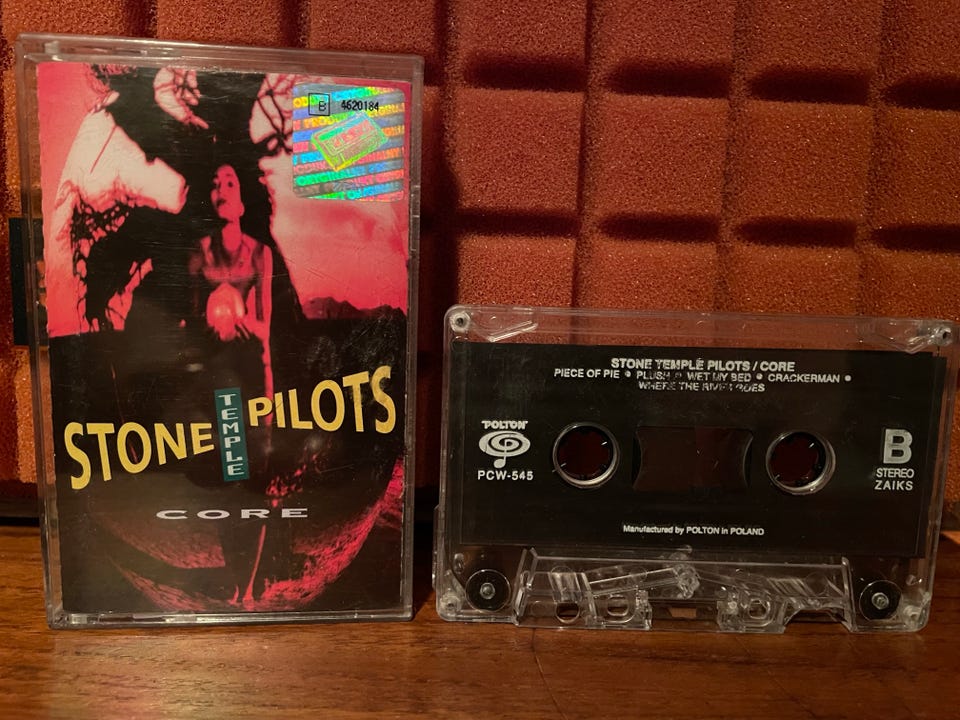 B 4620184
STONE TEMPLE PILOTS
CORE
STONE TEMPLE PILOTS / CORE
PIECE OF PIE • PLUSH • WET MY BED • CRACKERMAN •
WHERE THE RIVER GOES
POLTON
PCW-545
B
STEREO
ZAIKS
Manufactured by POLTON in POLAND